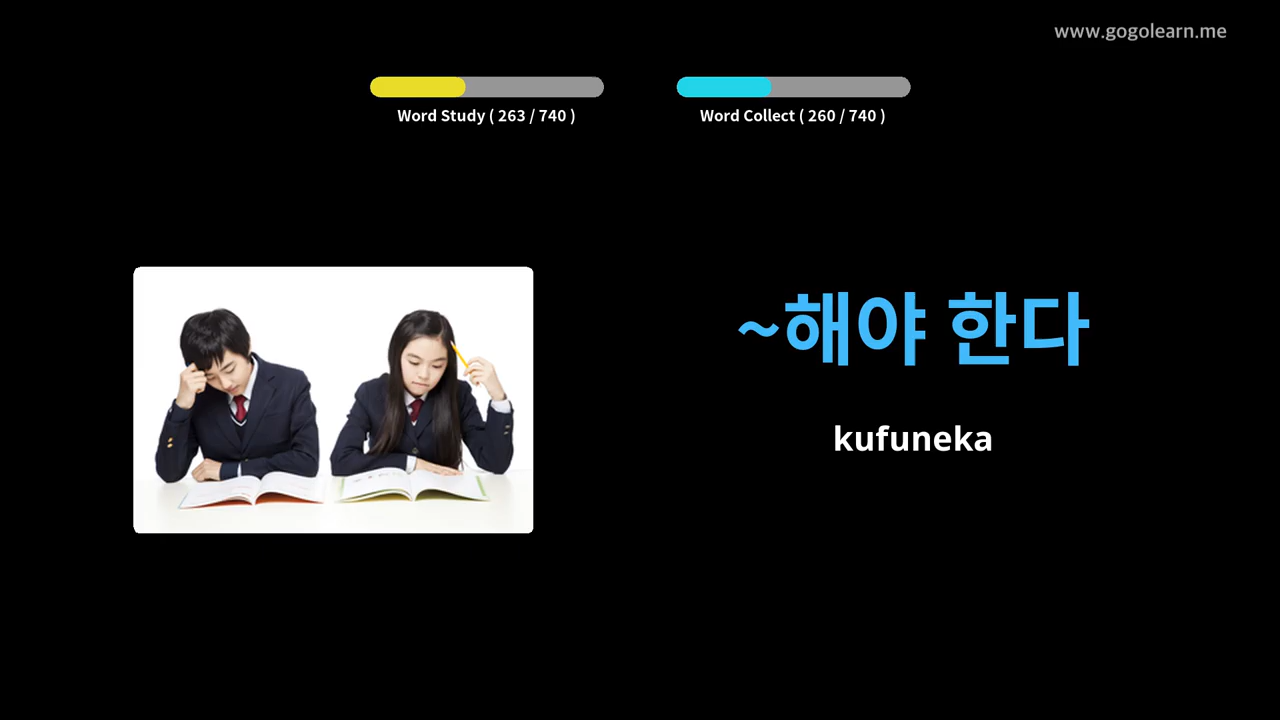 www.gogolearn.me
Word Study ( 263 / 740 )
Word Collect ( 260 / 740 )
~해야 한다
kufuneka